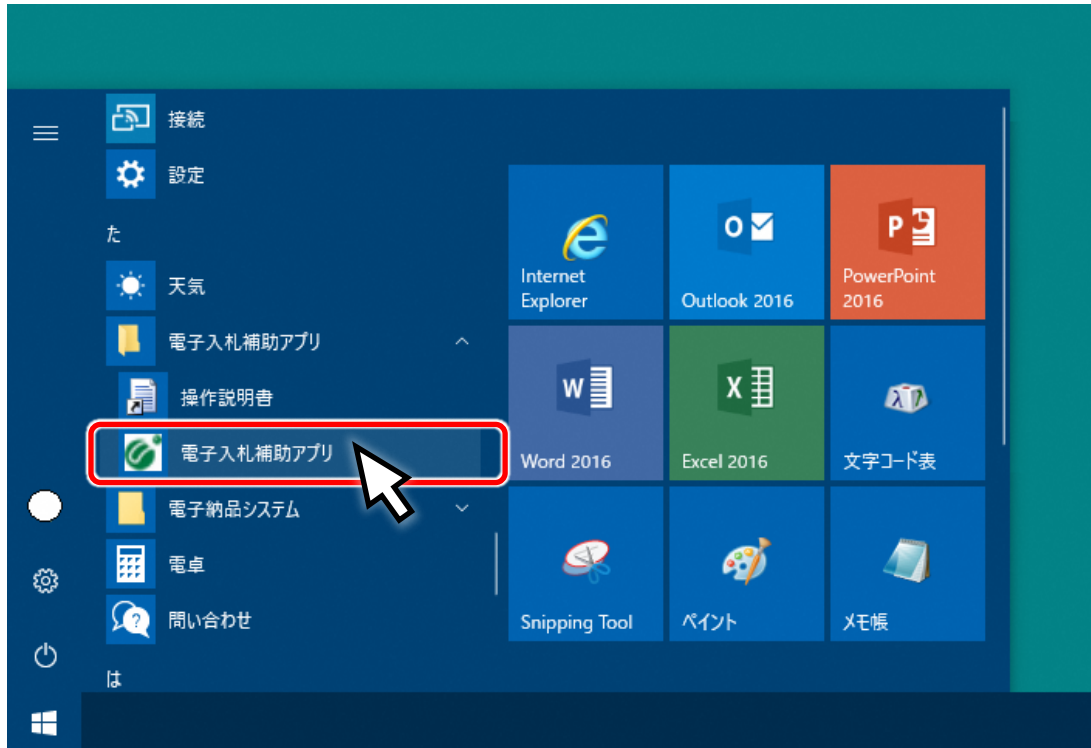 接続
設定
た
天気
電子入札補助アプリ
操作説明書
電子入札補助アプリ
電子納品システム
電卓
問い合わせ
は
Internet
Explorer
Outlook 2016
PowerPoint
2016
Word 2016
Excel 2016
文字コード表
Snipping Tool
ペイント
メモ帳